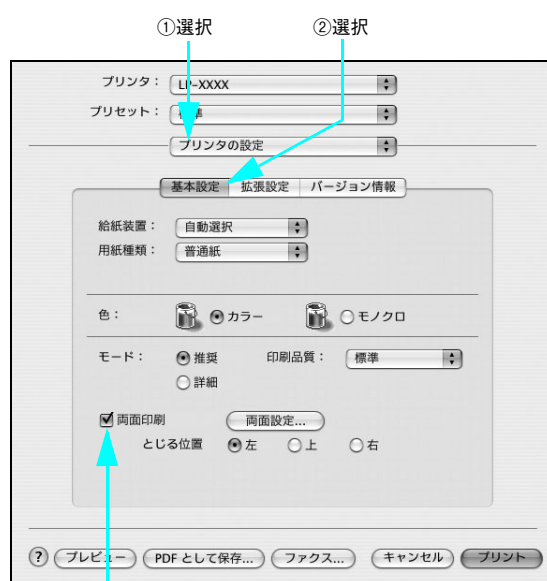 ①選択 ②選択
プリンタ： LP-XXXX
プリセット： 標準
プリンタの設定
基本設定 拡張設定 バージョン情報
給紙装置： 自動選択
用紙種類： 普通紙
色： カラー モノクロ
モード： 推奨 印刷品質： 標準
詳細
両面印刷 両面設定...
とじる位置 左 上 右
? プレビュー PDF として保存... ファクス... キャンセル プリント